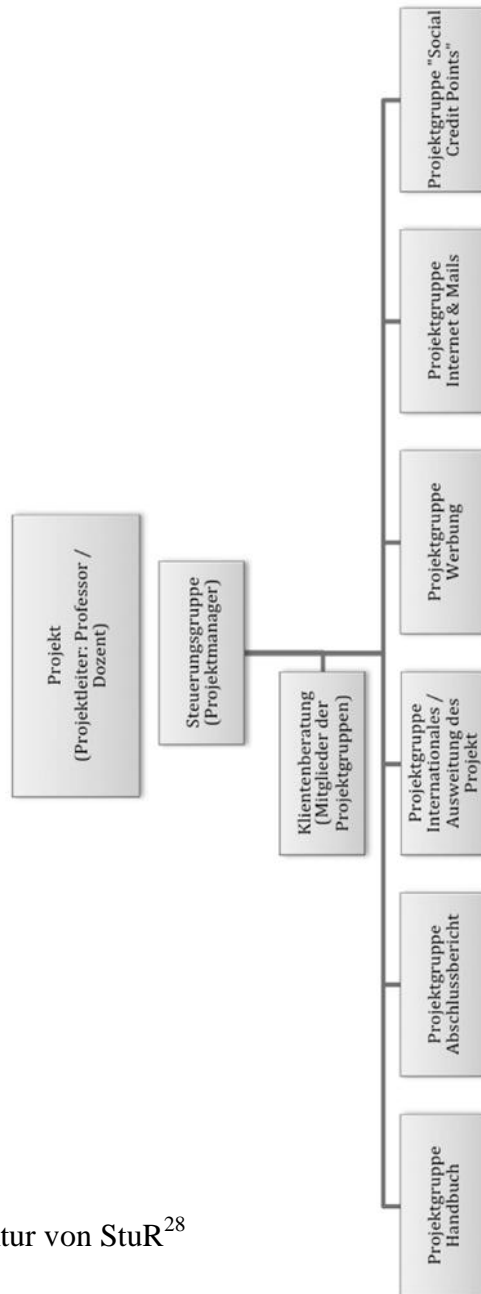 Projekt
(Projektleiter: Professor /
Dozent)
Steuerungsgruppe
(Projektmanager)
Klientenberatung
(Mitglieder der
Projektgruppen)
Projektgruppe
Handbuch
Projektgruppe
Abschlussbericht
Projektgruppe
Internationales /
Ausweitung des
Projekt
Projektgruppe
Werbung
Projektgruppe
Internet & Mails
Projektgruppe "Social
Credit Points"
tur von StuR28